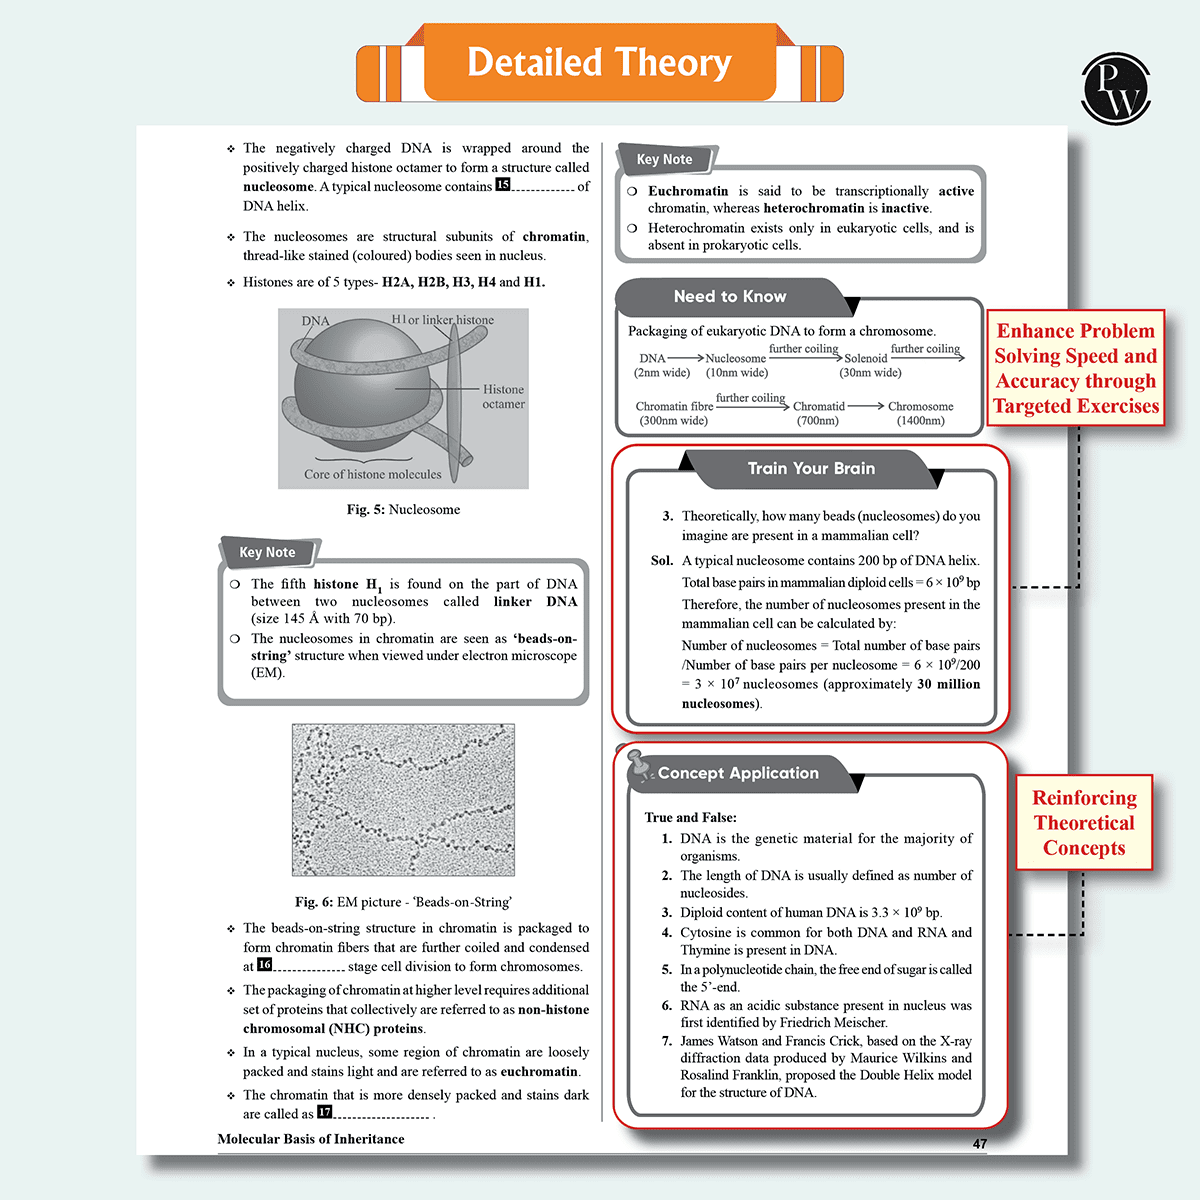 Detailed Theory
PW
❖ The negatively charged DNA is wrapped around the
positively charged histone octamer to form a structure called
nucleosome. A typical nucleosome contains 15 ------------- of
DNA helix.
❖ The nucleosomes are structural subunits of chromatin,
thread-like stained (coloured) bodies seen in nucleus.
❖ Histones are of 5 types- H2A, H2B, H3, H4 and H1.
DNA
H1 or linker histone
Histone
octamer
Core of histone molecules
Fig. 5: Nucleosome
Key Note
❍ The fifth histone H1 is found on the part of DNA
between two nucleosomes called linker DNA
(size 145 Å with 70 bp).
❍ The nucleosomes in chromatin are seen as ‘beads-on-
string’ structure when viewed under electron microscope
(EM).
Fig. 6: EM picture - ‘Beads-on-String’
❖ The beads-on-string structure in chromatin is packaged to
form chromatin fibers that are further coiled and condensed
at 16 ------------- stage cell division to form chromosomes.
❖ The packaging of chromatin at higher level requires additional
set of proteins that collectively are referred to as non-histone
chromosomal (NHC) proteins.
❖ In a typical nucleus, some region of chromatin are loosely
packed and stains light and are referred to as euchromatin.
❖ The chromatin that is more densely packed and stains dark
are called as 17 ------------------- .
Key Note
❍ Euchromatin is said to be transcriptionally active
chromatin, whereas heterochromatin is inactive.
❍ Heterochromatin exists only in eukaryotic cells, and is
absent in prokaryotic cells.
Need to Know
Packaging of eukaryotic DNA to form a chromosome.
DNA → Nucleosome further coiling → Solenoid further coiling →
(2nm wide) (10nm wide) (30nm wide)
Chromatin fibre further coiling → Chromatid → Chromosome
(300nm wide) (700nm) (1400nm)
Train Your Brain
3. Theoretically, how many beads (nucleosomes) do you
imagine are present in a mammalian cell?
Sol. A typical nucleosome contains 200 bp of DNA helix.
Total base pairs in mammalian diploid cells = 6 × 10⁹ bp
Therefore, the number of nucleosomes present in the
mammalian cell can be calculated by:
Number of nucleosomes = Total number of base pairs
/Number of base pairs per nucleosome = 6 × 10⁹/200
= 3 × 10⁷ nucleosomes (approximately 30 million
nucleosomes).
Concept Application
True and False:
1. DNA is the genetic material for the majority of
organisms.
2. The length of DNA is usually defined as number of
nucleosides.
3. Diploid content of human DNA is 3.3 × 10⁹ bp.
4. Cytosine is common for both DNA and RNA and
Thymine is present in DNA.
5. In a polynucleotide chain, the free end of sugar is called
the 5’-end.
6. RNA as an acidic substance present in nucleus was
first identified by Friedrich Meischer.
7. James Watson and Francis Crick, based on the X-ray
diffraction data produced by Maurice Wilkins and
Rosalind Franklin, proposed the Double Helix model
for the structure of DNA.
Enhance Problem
Solving Speed and
Accuracy through
Targeted Exercises
Reinforcing
Theoretical
Concepts
Molecular Basis of Inheritance
47